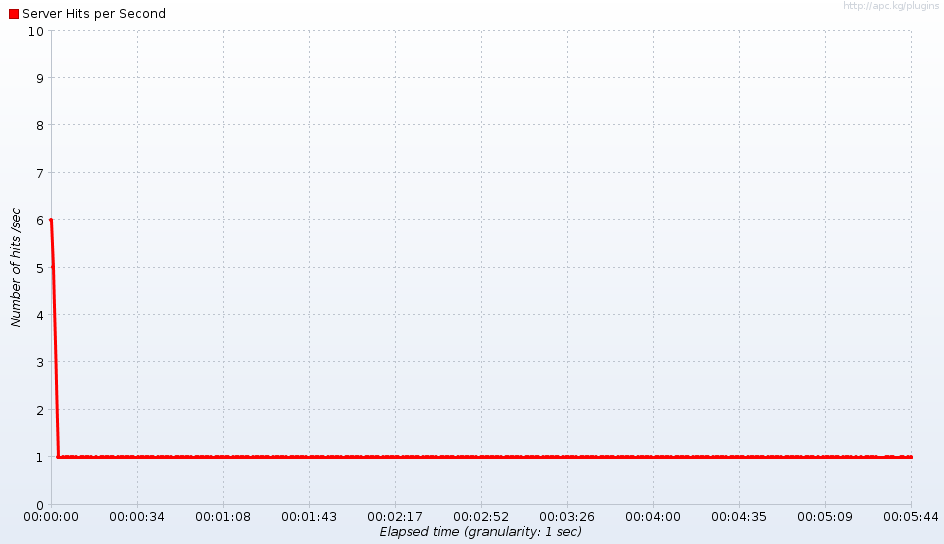 http://apc.kg/plugins
Server Hits per Second
10
9
8
7
6
5
4
3
2
1
0
Number of hits /sec
00:00:00 00:00:34 00:01:08 00:01:43 00:02:17 00:02:52 00:03:26 00:04:00 00:04:35 00:05:09 00:05:44
Elapsed time (granularity: 1 sec)